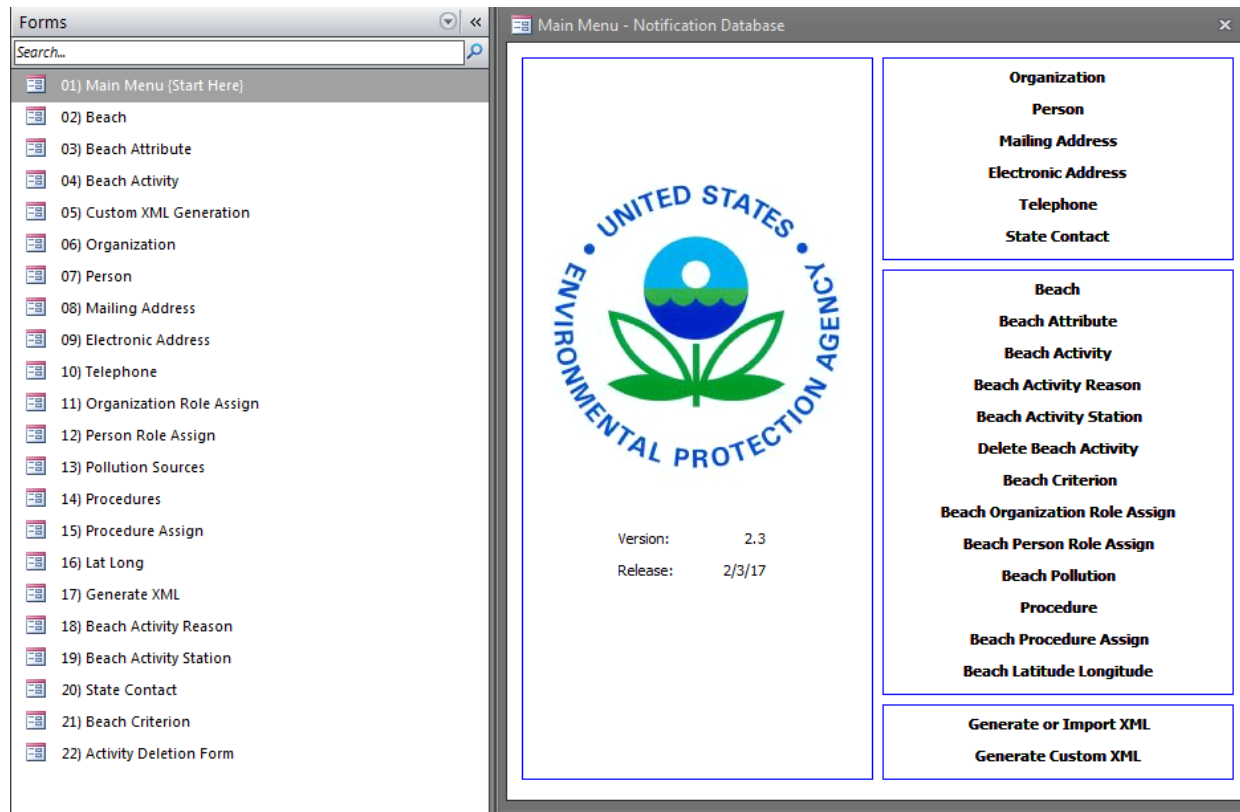 Forms
Search...
01) Main Menu {Start Here}
02) Beach
03) Beach Attribute
04) Beach Activity
05) Custom XML Generation
06) Organization
07) Person
08) Mailing Address
09) Electronic Address
10) Telephone
11) Organization Role Assign
12) Person Role Assign
13) Pollution Sources
14) Procedures
15) Procedure Assign
16) Lat Long
17) Generate XML
18) Beach Activity Reason
19) Beach Activity Station
20) State Contact
21) Beach Criterion
22) Activity Deletion Form
Main Menu - Notification Database
UNITED STATES
ENVIRONMENTAL PROTECTION AGENCY
Version: 2.3
Release: 2/3/17
Organization
Person
Mailing Address
Electronic Address
Telephone
State Contact
Beach
Beach Attribute
Beach Activity
Beach Activity Reason
Beach Activity Station
Delete Beach Activity
Beach Criterion
Beach Organization Role Assign
Beach Person Role Assign
Beach Pollution
Procedure
Beach Procedure Assign
Beach Latitude Longitude
Generate or Import XML
Generate Custom XML